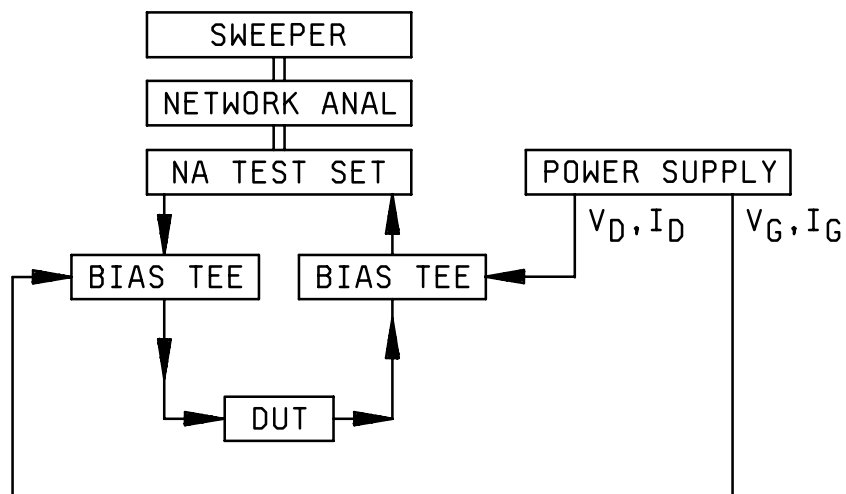 SWEEPER
NETWORK ANAL
NA TEST SET
POWER SUPPLY
V_D, I_D
V_G, I_G
BIAS TEE
BIAS TEE
DUT